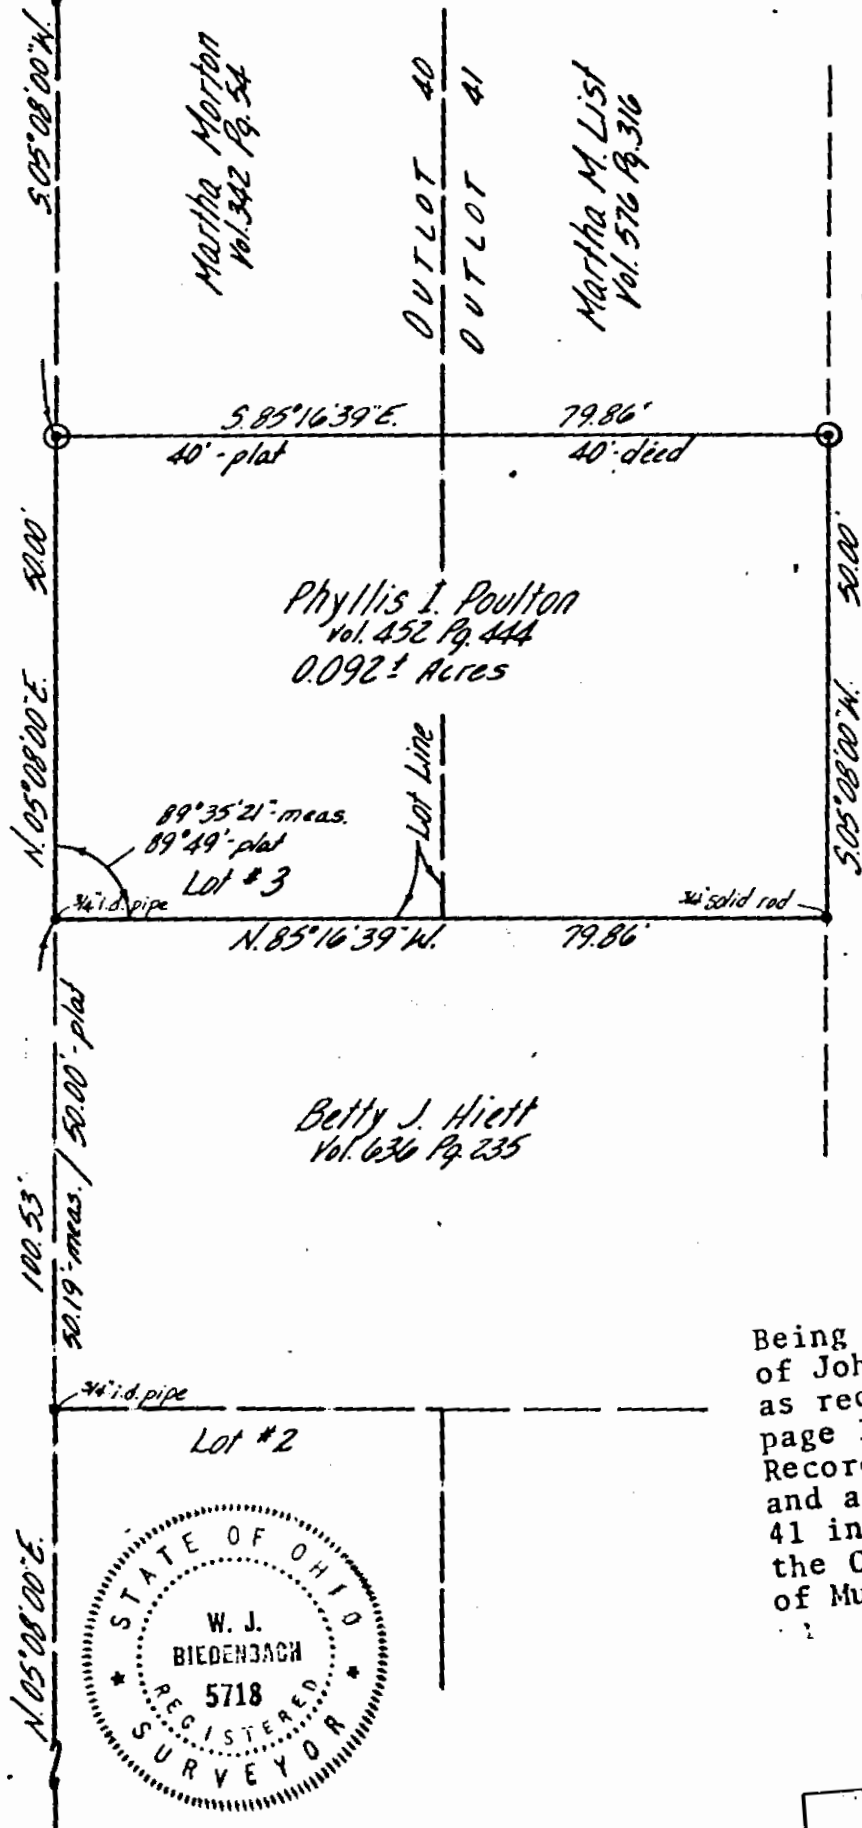 S.05°08'00"W.
Martha Morton
Vol.342 Pg.54
OUTLOT 40
OUTLOT 41
Martha M. List
Vol.576 Pg.316
S.85°16'39"E. 79.86'
40'-plat 40'-deed
50.00'
N.05°08'00"E.
50.00'
S.05°08'00"W.
Phyllis I. Poulton
Vol.452 Pg.444
0.092± Acres
Lot Line
89°35'21"-meas.
89°49'-plat
Lot #3
3/4" i.d. pipe
3/4" solid rod
N.85°16'39"W. 79.86'
100.53'
50.19'-meas. / 50.00'-plat
Betty J. Hiett
Vol.636 Pg.235
3/4" i.d. pipe
Lot #2
N.05°08'00"E.
STATE OF OHIO
W. J.
BIEDENBACH
5718
REGISTERED
SURVEYOR
Being
of
as
page
and
41 in
the
of